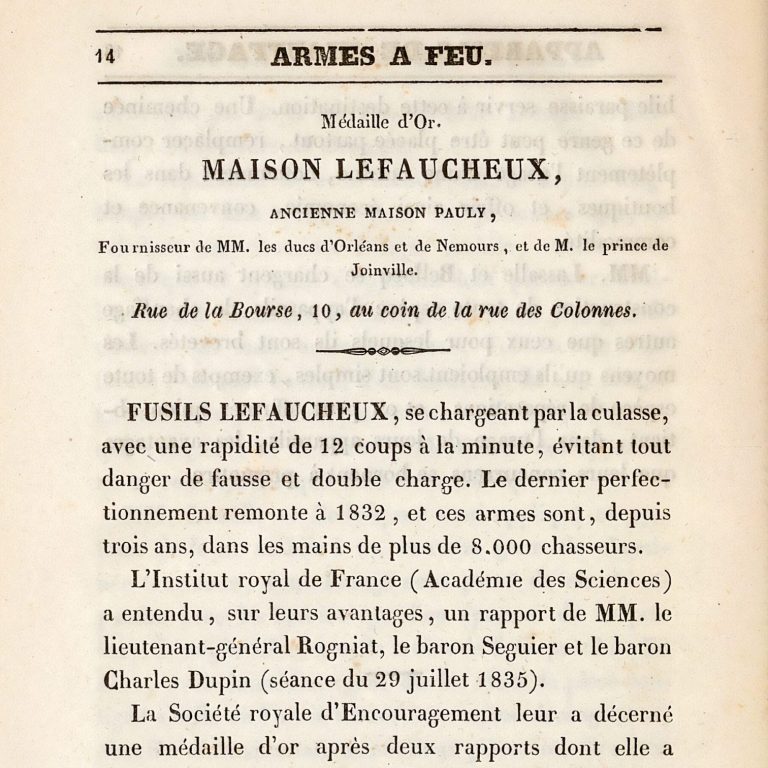 14 ARMES A FEU.
Médaille d'Or.
MAISON LEFAUCHEUX,
ANCIENNE MAISON PAULY,
Fournisseur de MM. les ducs d'Orléans et de Nemours, et de M. le prince de
Joinville.
Rue de la Bourse, 10, au coin de la rue des Colonnes.
FUSILS LEFAUCHEUX, se chargeant par la culasse,
avec une rapidité de 12 coups à la minute, évitant tout
danger de fausse et double charge. Le dernier perfec-
tionnement remonte à 1832, et ces armes sont, depuis
trois ans, dans les mains de plus de 8.000 chasseurs.
L'Institut royal de France (Académie des Sciences)
a entendu, sur leurs avantages, un rapport de MM. le
lieutenant-général Rogniat, le baron Seguier et le baron
Charles Dupin (séance du 29 juillet 1835).
La Société royale d'Encouragement leur a décerné
une médaille d'or après deux rapports dont elle a